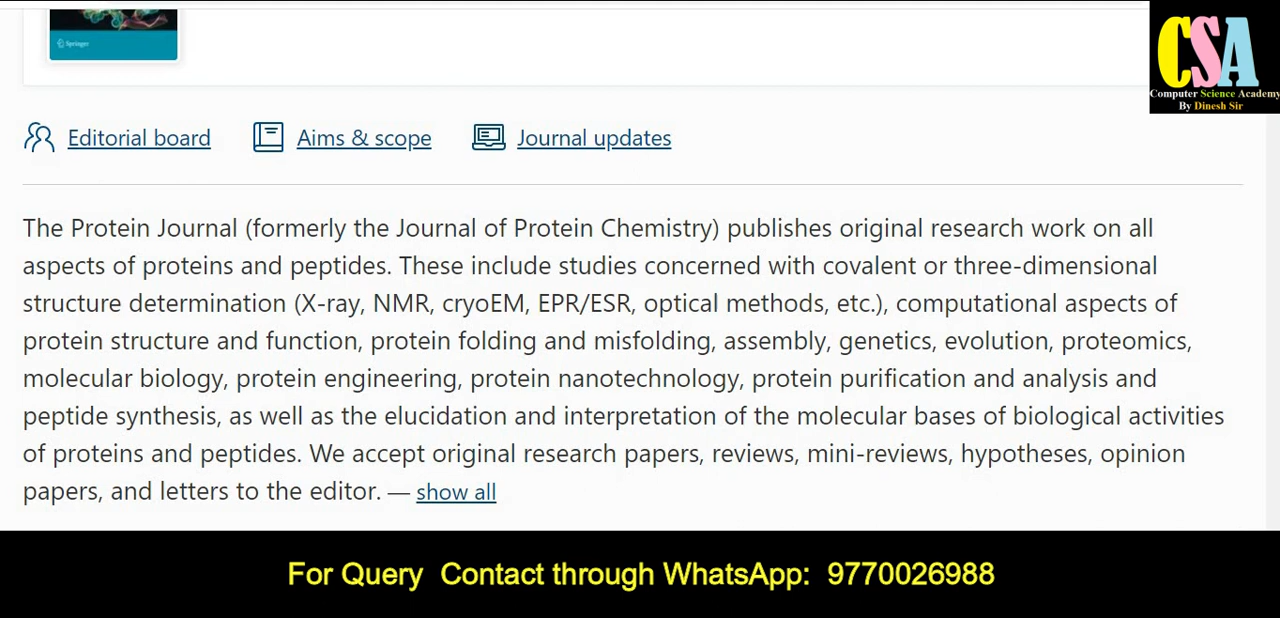 Springer
CSA
Computer Science Academy
By Dinesh Sir
Editorial board Aims & scope Journal updates
The Protein Journal (formerly the Journal of Protein Chemistry) publishes original research work on all
aspects of proteins and peptides. These include studies concerned with covalent or three-dimensional
structure determination (X-ray, NMR, cryoEM, EPR/ESR, optical methods, etc.), computational aspects of
protein structure and function, protein folding and misfolding, assembly, genetics, evolution, proteomics,
molecular biology, protein engineering, protein nanotechnology, protein purification and analysis and
peptide synthesis, as well as the elucidation and interpretation of the molecular bases of biological activities
of proteins and peptides. We accept original research papers, reviews, mini-reviews, hypotheses, opinion
papers, and letters to the editor. — show all
For Query Contact through WhatsApp: 9770026988